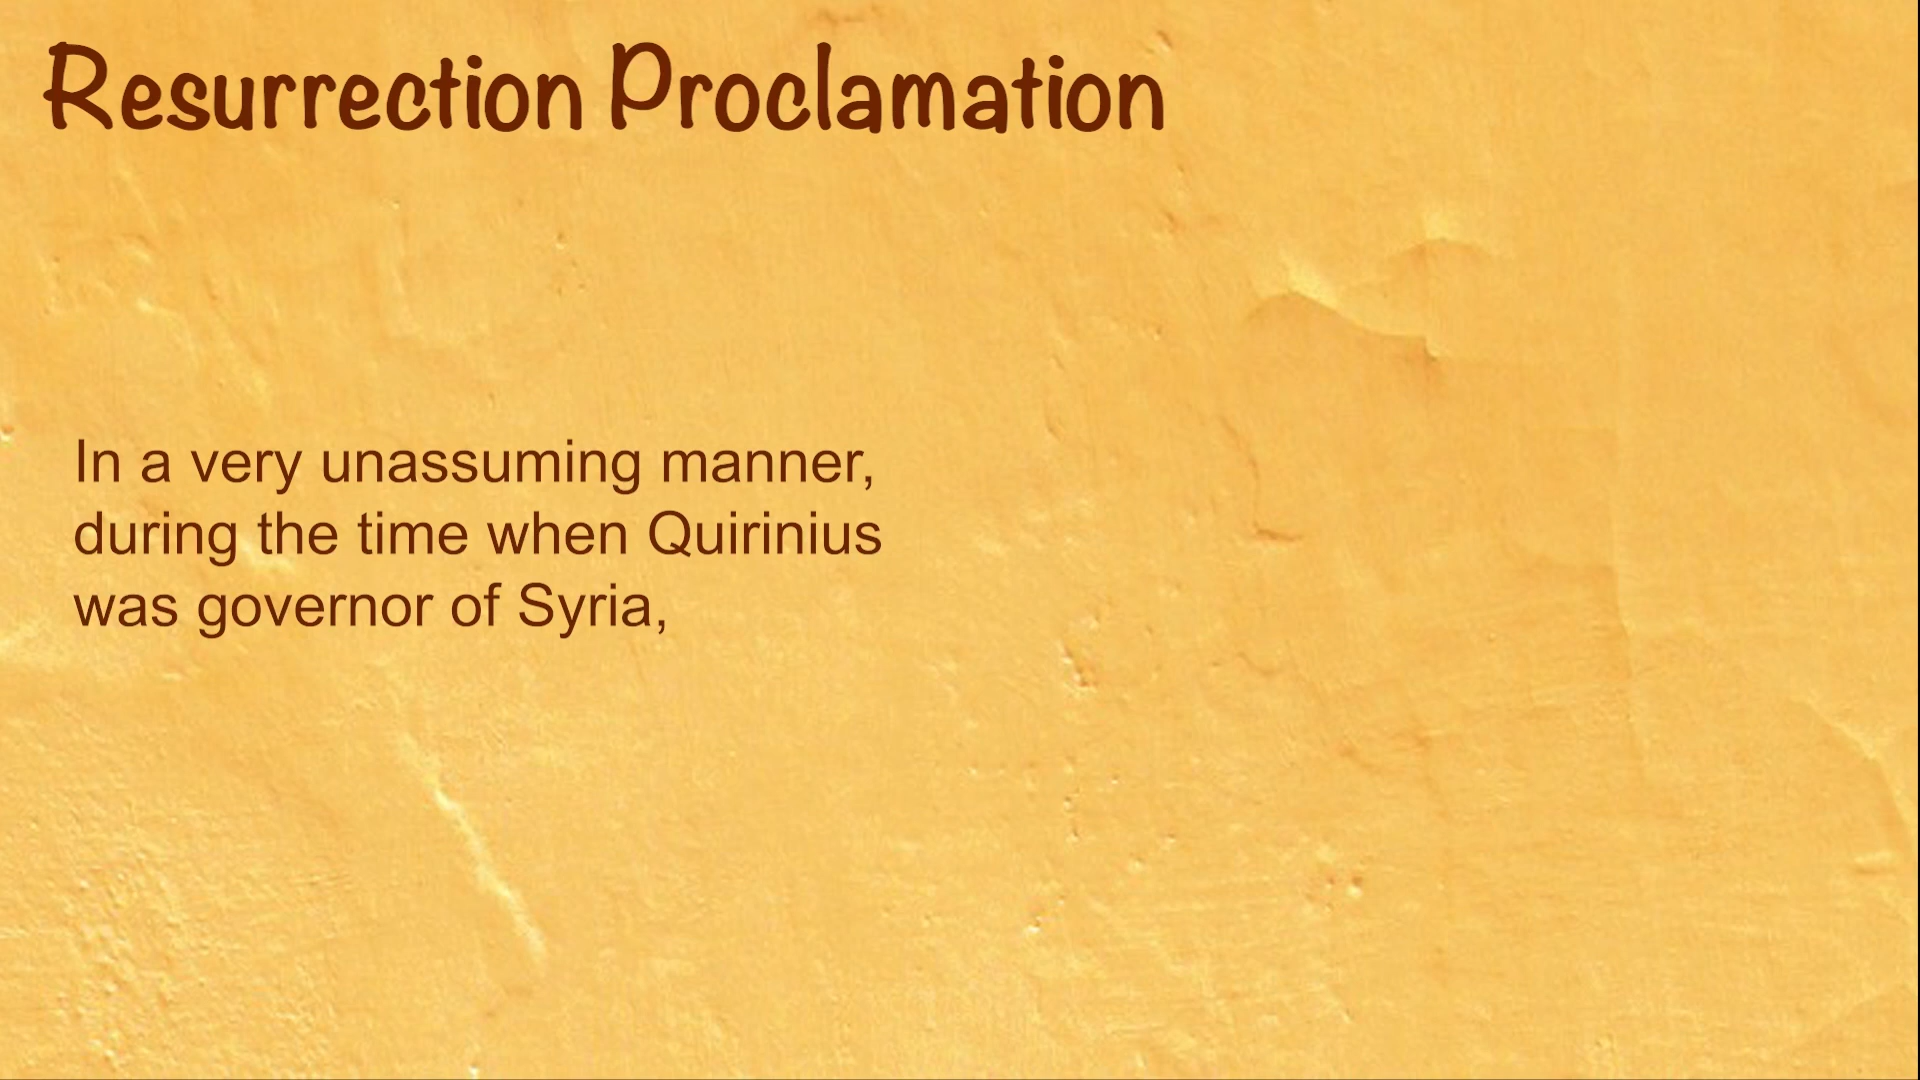 Resurrection Proclamation
In a very unassuming manner,
during the time when Quirinius
was governor of Syria,